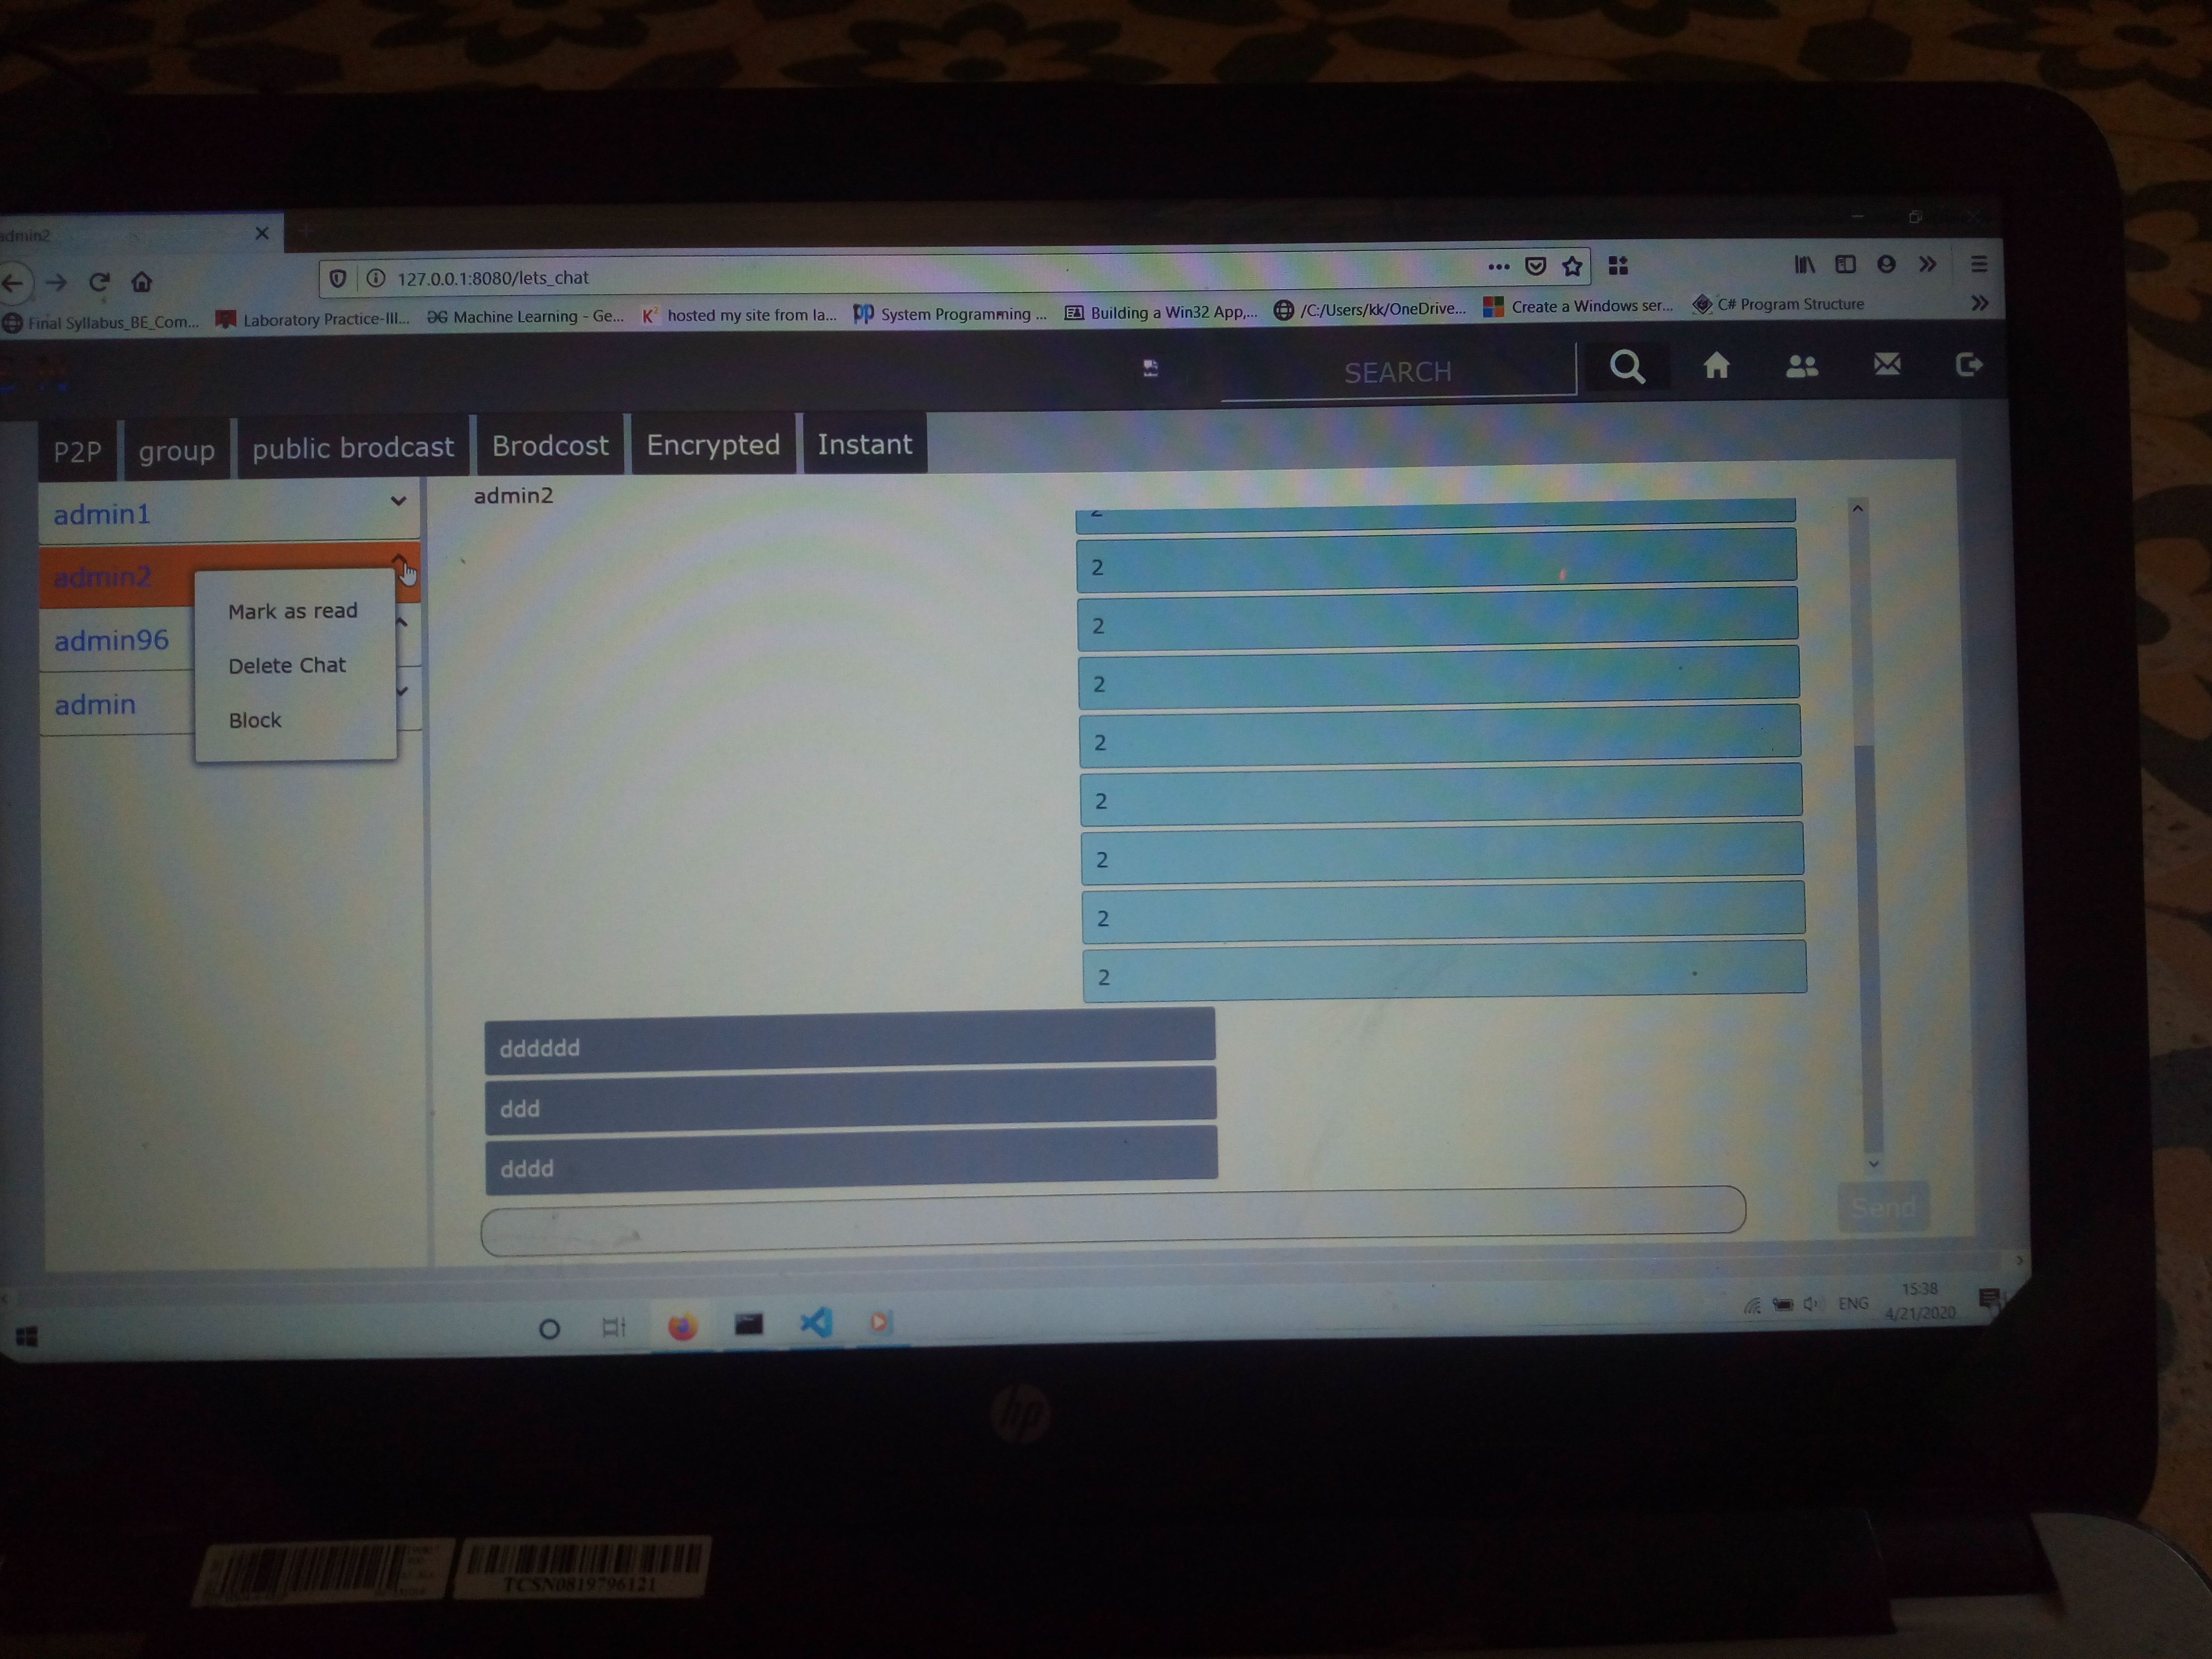 admin2
127.0.0.1:8080/lets_chat
Final Syllabus_BE_Com... Laboratory Practice-III... Machine Learning - Ge... hosted my site from la... System Programming ... Building a Win32 App,... /C:/Users/kk/OneDrive... Create a Windows ser... C# Program Structure
SEARCH
P2P group public brodcast Brodcost Encrypted Instant
admin1
admin2
admin96
admin
Mark as read
Delete Chat
Block
admin2
2
2
2
2
2
2
2
2
2
dddddd
ddd
dddd
Send
ENG
15:38
4/21/2020
hp
TCSN0819796121